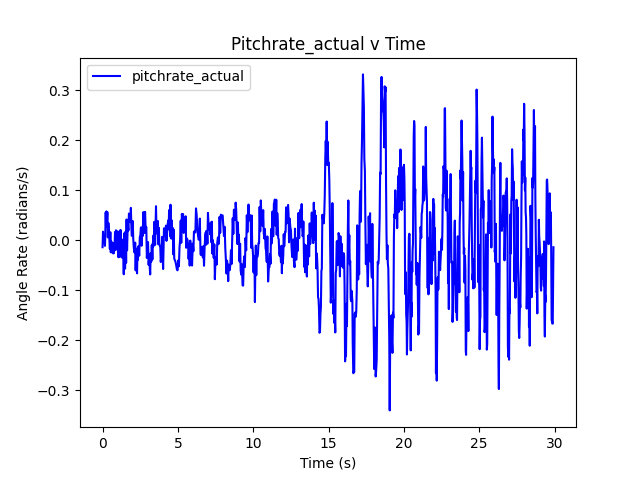 Pitchrate_actual v Time
pitchrate_actual
Angle Rate (radians/s)
0.3
0.2
0.1
0.0
−0.1
−0.2
−0.3
0 5 10 15 20 25 30
Time (s)